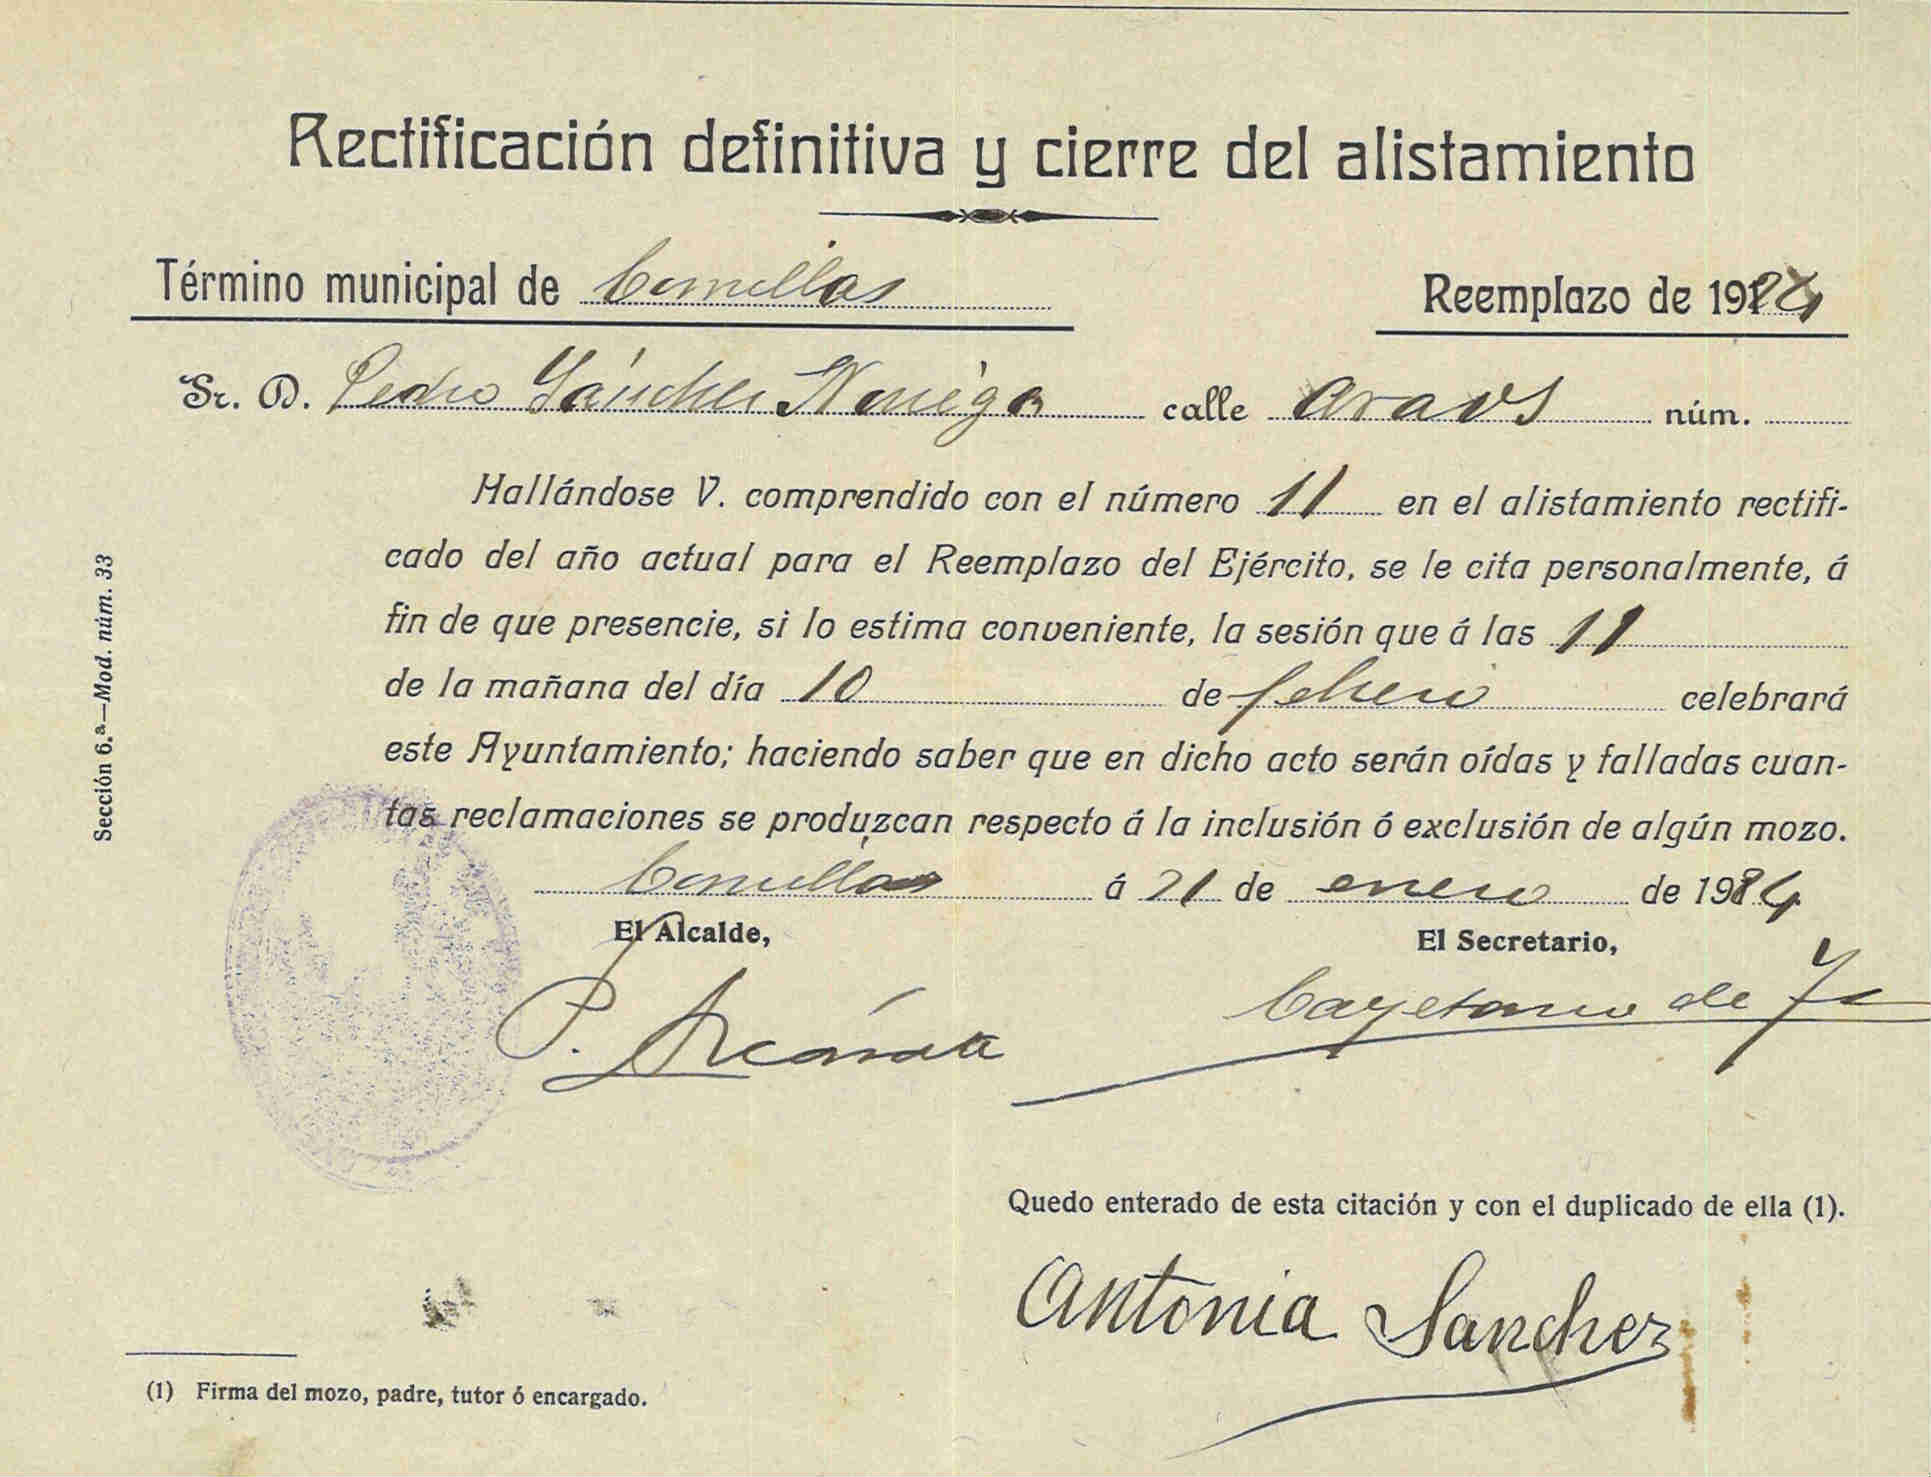 Rectificación definitiva y cierre del alistamiento
Término municipal de Comillas
Reemplazo de 1924
Sr. D. Pedro Sánchez Noriega calle Araos núm.
Hallándose V. comprendido con el número 11 en el alistamiento rectifi-
cado del año actual para el Reemplazo del Ejército, se le cita personalmente, á
fin de que presencie, si lo estima conveniente, la sesión que á las 11
de la mañana del día 10 de febrero celebrará
este Ayuntamiento; haciendo saber que en dicho acto serán oídas y falladas cuan-
tas reclamaciones se produzcan respecto á la inclusión ó exclusión de algún mozo.
Comillas á 21 de enero de 1924
El Alcalde,
El Secretario,
P.
Cayetano de
Quedo enterado de esta citación y con el duplicado de ella (1).
Antonia Sanchez
(1) Firma del mozo, padre, tutor ó encargado.
Sección 6.ª—Mod. núm. 33